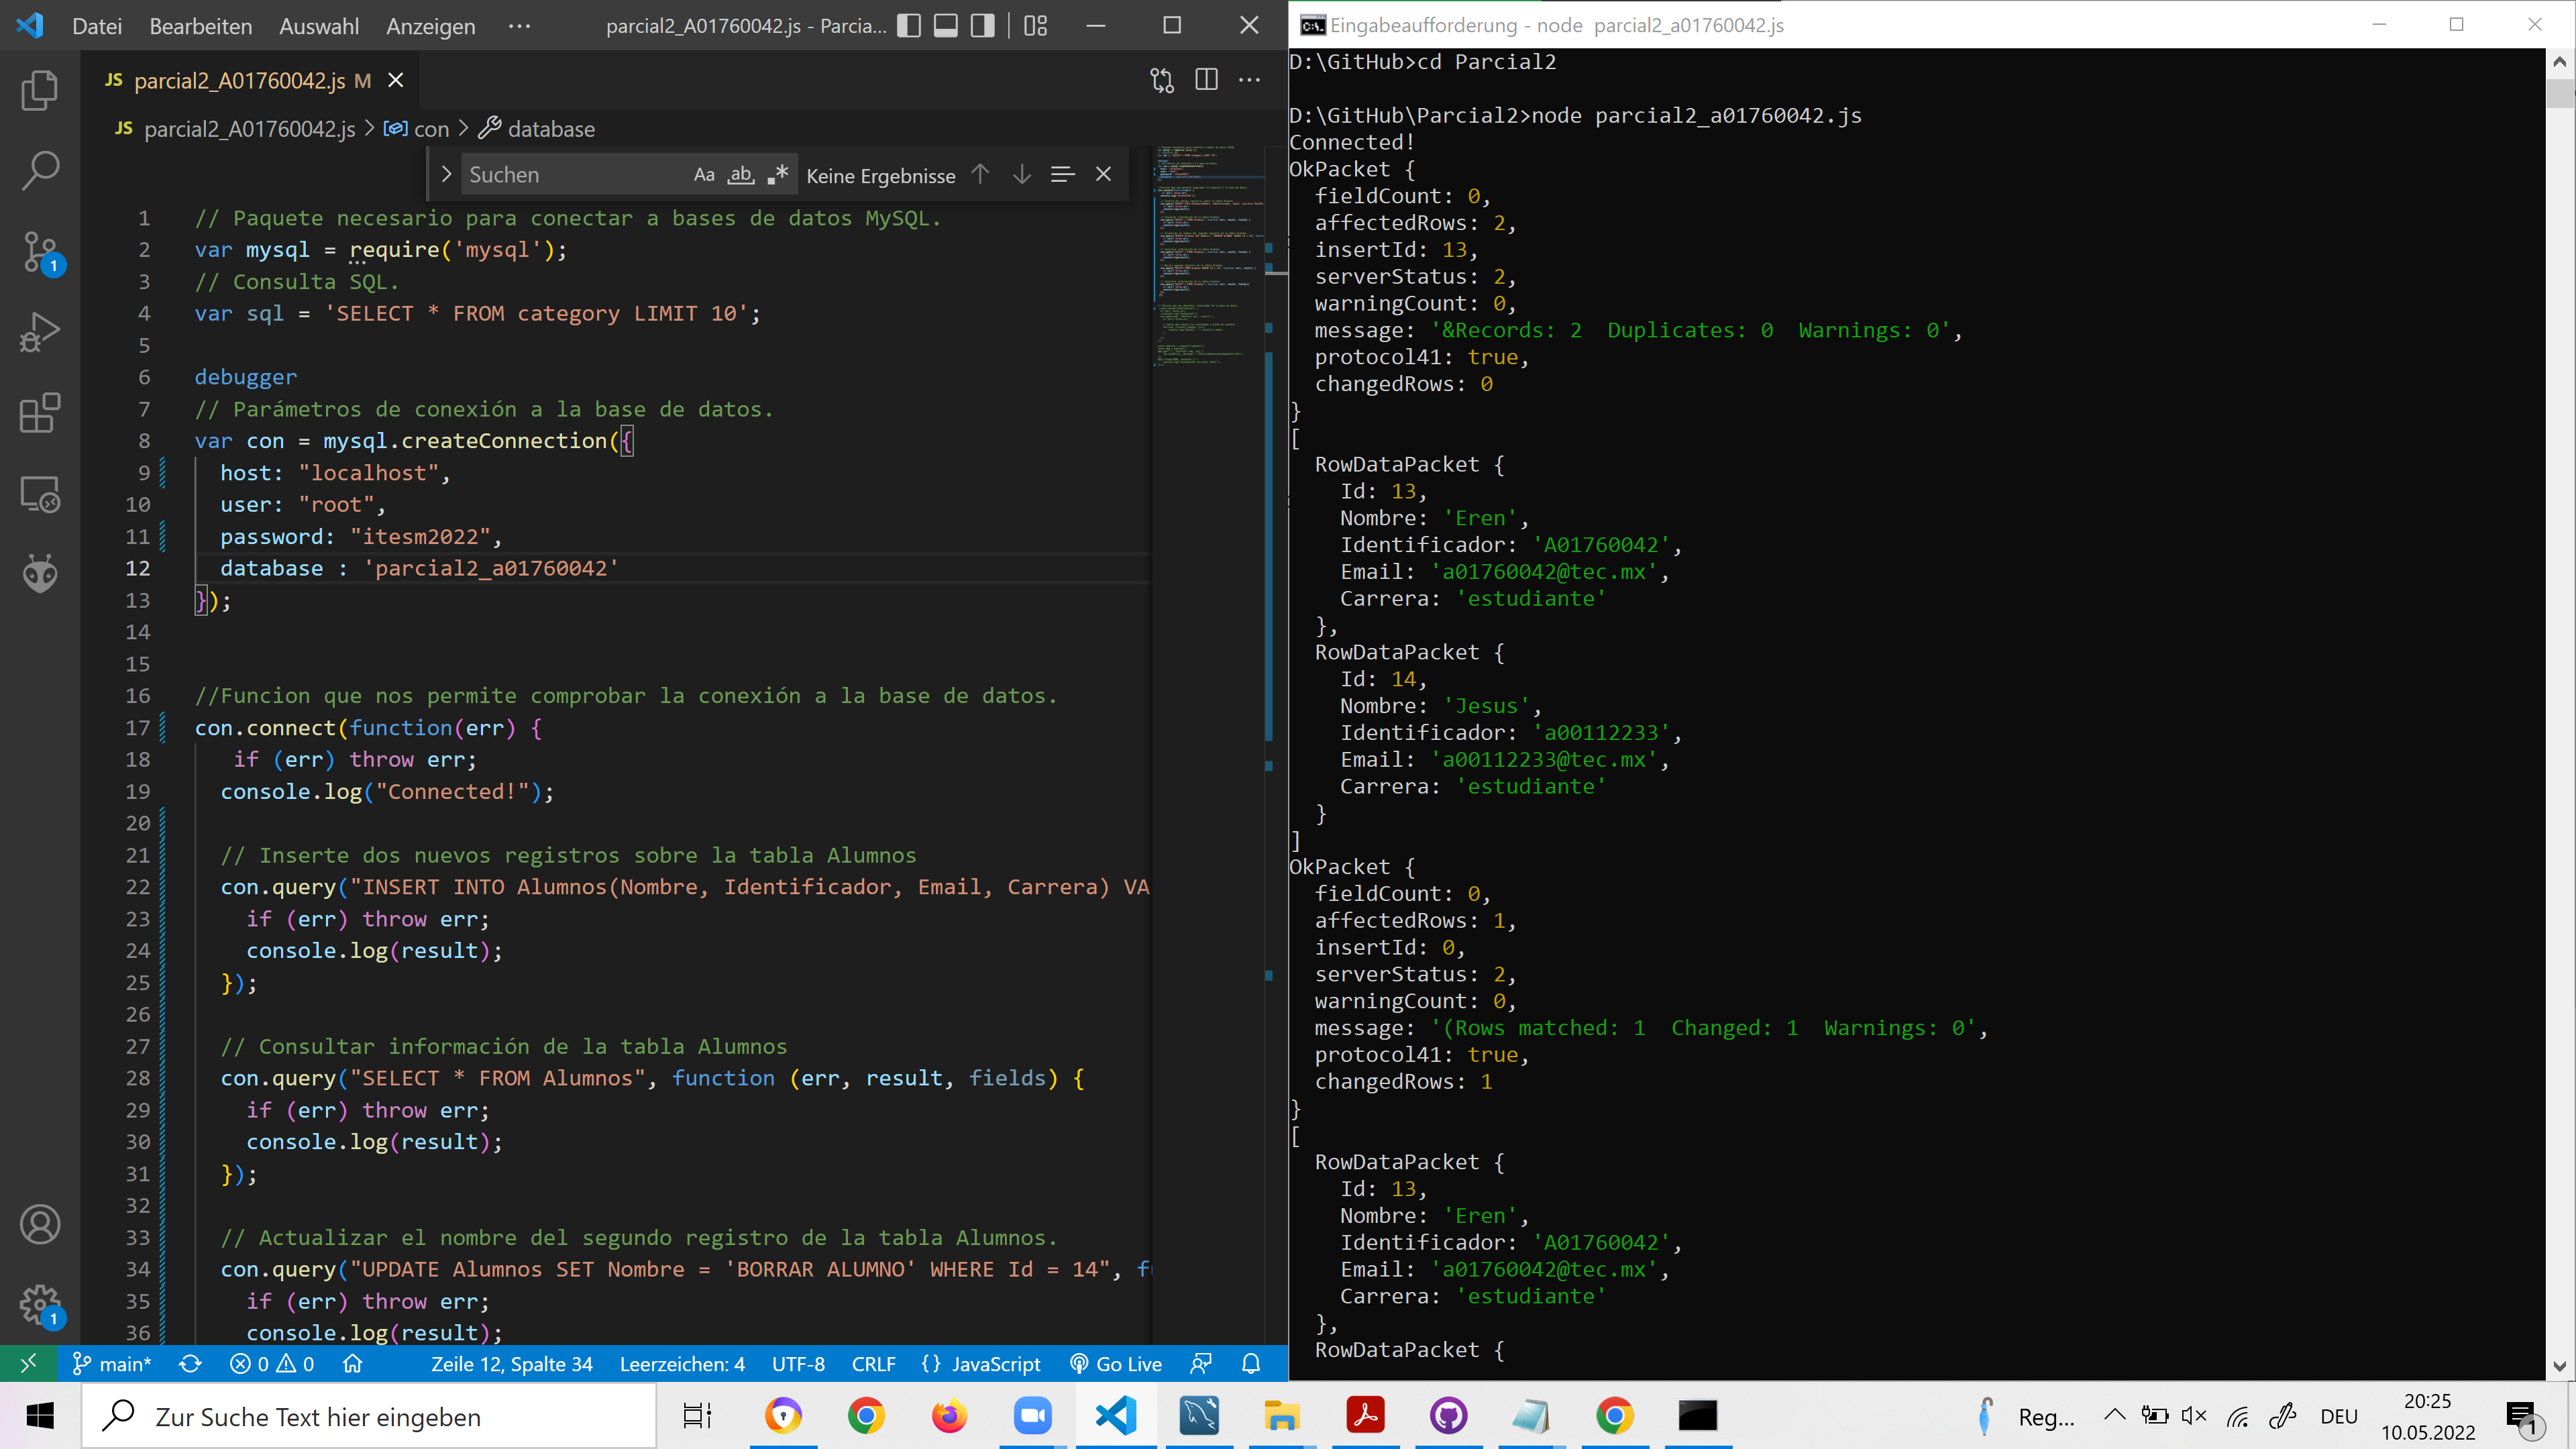 Datei Bearbeiten Auswahl Anzeigen ··· parcial2_A01760042.js - Parcia...
JS parcial2_A01760042.js M
JS parcial2_A01760042.js > con > database
Suchen Aa ab Keine Ergebnisse
1 // Paquete necesario para conectar a bases de datos MySQL.
2 var mysql = require('mysql');
3 // Consulta SQL.
4 var sql = 'SELECT * FROM category LIMIT 10';
5
6 debugger
7 // Parámetros de conexión a la base de datos.
8 var con = mysql.createConnection({
9 host: "localhost",
10 user: "root",
11 password: "itesm2022",
12 database : 'parcial2_a01760042'
13 });
14
15
16 //Funcion que nos permite comprobar la conexión a la base de datos.
17 con.connect(function(err) {
18 if (err) throw err;
19 console.log("Connected!");
20
21 // Inserte dos nuevos registros sobre la tabla Alumnos
22 con.query("INSERT INTO Alumnos(Nombre, Identificador, Email, Carrera) VA
23 if (err) throw err;
24 console.log(result);
25 });
26
27 // Consultar información de la tabla Alumnos
28 con.query("SELECT * FROM Alumnos", function (err, result, fields) {
29 if (err) throw err;
30 console.log(result);
31 });
32
33 // Actualizar el nombre del segundo registro de la tabla Alumnos.
34 con.query("UPDATE Alumnos SET Nombre = 'BORRAR ALUMNO' WHERE Id = 14", fu
35 if (err) throw err;
36 console.log(result);
1
1
main* 0 0 Zeile 12, Spalte 34 Leerzeichen: 4 UTF-8 CRLF {} JavaScript Go Live
Eingabeaufforderung - node parcial2_a01760042.js
D:\GitHub>cd Parcial2
D:\GitHub\Parcial2>node parcial2_a01760042.js
Connected!
OkPacket {
fieldCount: 0,
affectedRows: 2,
insertId: 13,
serverStatus: 2,
warningCount: 0,
message: '&Records: 2  Duplicates: 0  Warnings: 0',
protocol41: true,
changedRows: 0
}
[
RowDataPacket {
Id: 13,
Nombre: 'Eren',
Identificador: 'A01760042',
Email: 'a01760042@tec.mx',
Carrera: 'estudiante'
},
RowDataPacket {
Id: 14,
Nombre: 'Jesus',
Identificador: 'a00112233',
Email: 'a00112233@tec.mx',
Carrera: 'estudiante'
}
]
OkPacket {
fieldCount: 0,
affectedRows: 1,
insertId: 0,
serverStatus: 2,
warningCount: 0,
message: '(Rows matched: 1  Changed: 1  Warnings: 0',
protocol41: true,
changedRows: 1
}
[
RowDataPacket {
Id: 13,
Nombre: 'Eren',
Identificador: 'A01760042',
Email: 'a01760042@tec.mx',
Carrera: 'estudiante'
},
RowDataPacket {
Zur Suche Text hier eingeben
Reg... DEU 20:25
10.05.2022
1